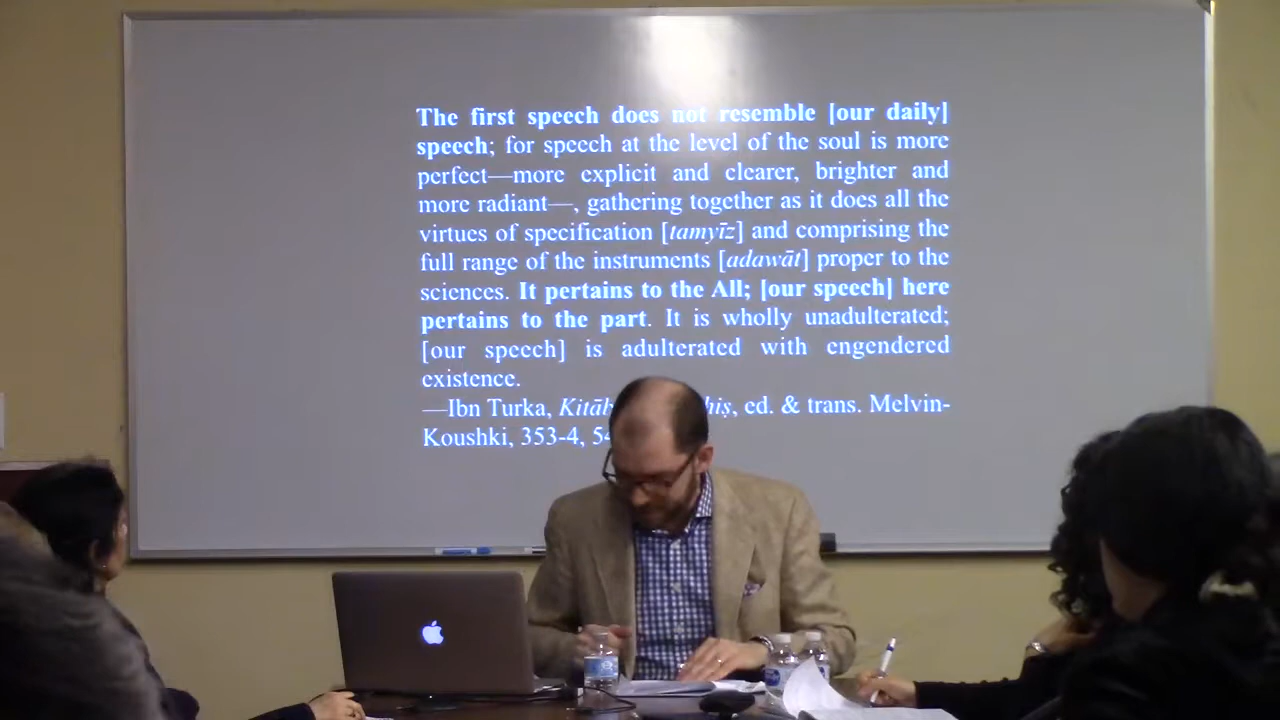 The first speech does not resemble [our daily]
speech; for speech at the level of the soul is more
perfect—more explicit and clearer, brighter and
more radiant—, gathering together as it does all the
virtues of specification [tamyīz] and comprising the
full range of the instruments [adawāt] proper to the
sciences. It pertains to the All; [our speech] here
pertains to the part. It is wholly unadulterated;
[our speech] is adulterated with engendered
existence.
—Ibn Turka, ed. & trans. Melvin-
Koushki, 353-4,